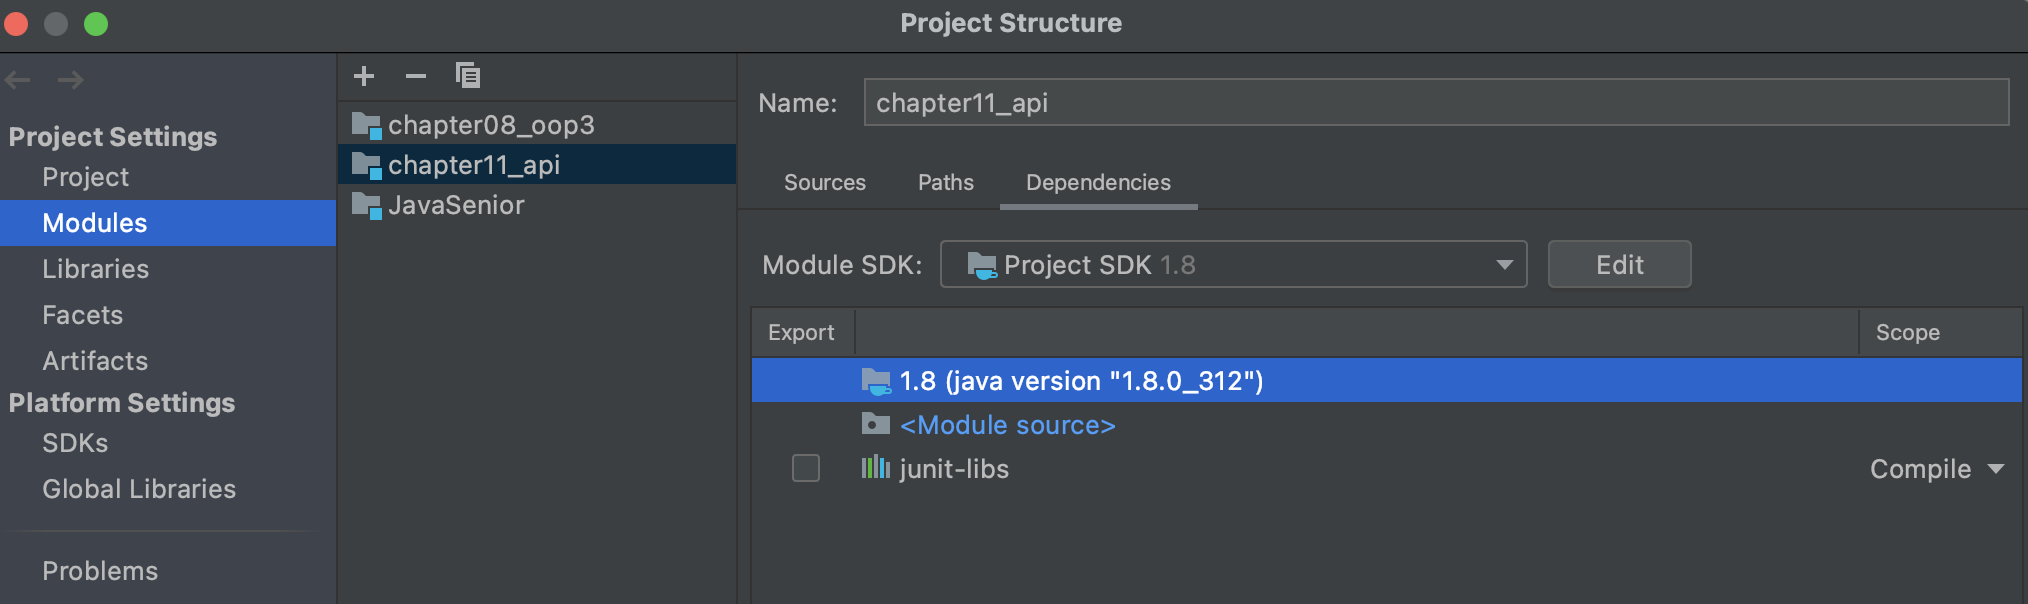 Project Structure
Project Settings
Project
Modules
Libraries
Facets
Artifacts
Platform Settings
SDKs
Global Libraries
Problems
chapter08_oop3
chapter11_api
JavaSenior
Name: chapter11_api
Sources Paths Dependencies
Module SDK: Project SDK 1.8 Edit
Export Scope
1.8 (java version "1.8.0_312")
<Module source>
junit-libs Compile